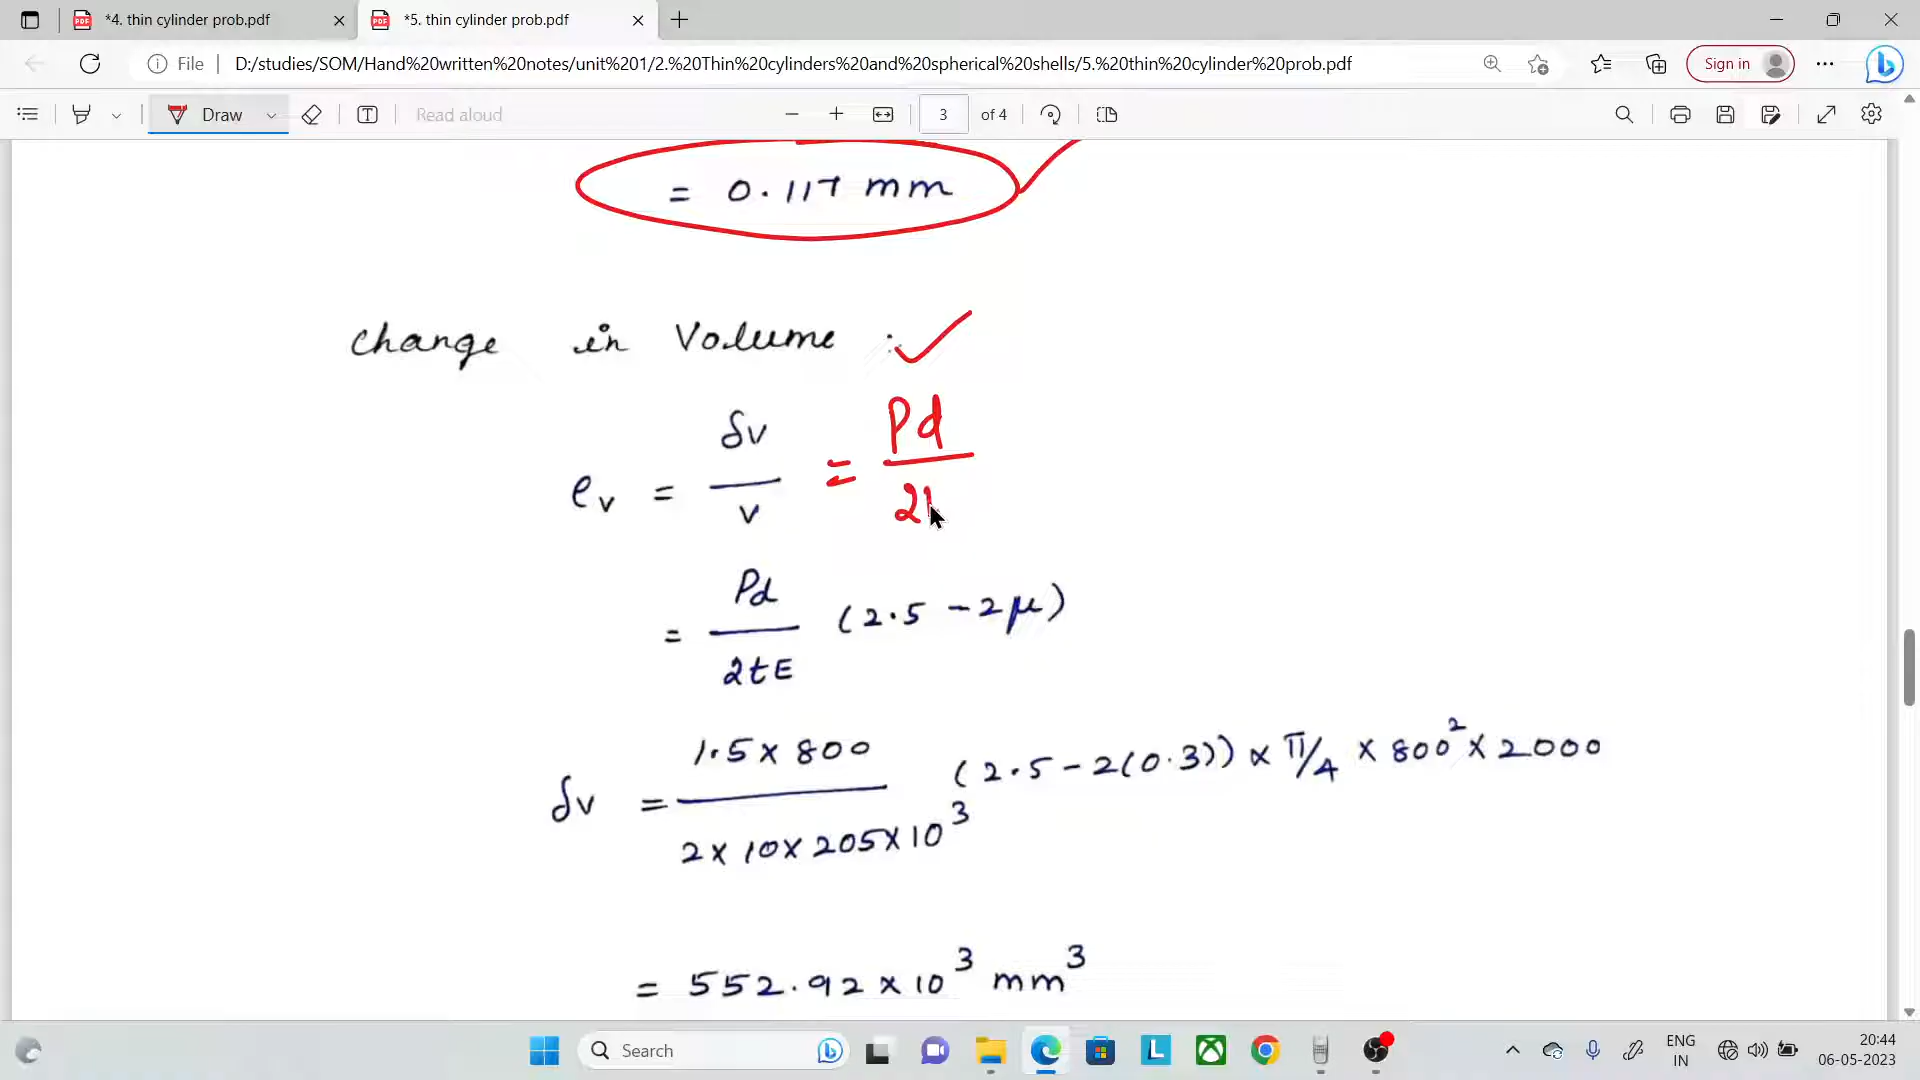 *4. thin cylinder prob.pdf
*5. thin cylinder prob.pdf
File
D:/studies/SOM/Hand%20written%20notes/unit%201/2.%20Thin%20cylinders%20and%20spherical%20shells/5.%20thin%20cylinder%20prob.pdf
Sign in
Draw
Read aloud
3 of 4
= 0.117 mm
Change in Volume :
e_v = δv/v = Pd/2t
= Pd/2tE (2.5 - 2μ)
δv = 1.5 × 800 / 2 × 10 × 205 × 10³ (2.5 - 2(0.3)) × π/4 × 800² × 2000
= 552.92 × 10³ mm³
Search
ENG
IN
20:44
06-05-2023